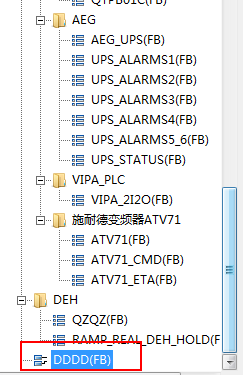 QTPB01C(FB)
AEG
AEG_UPS(FB)
UPS_ALARMS1(FB)
UPS_ALARMS2(FB)
UPS_ALARMS3(FB)
UPS_ALARMS4(FB)
UPS_ALARMS5_6(FB)
UPS_STATUS(FB)
VIPA_PLC
VIPA_2I2O(FB)
施耐德变频器ATV71
ATV71(FB)
ATV71_CMD(FB)
ATV71_ETA(FB)
DEH
QZQZ(FB)
RAMP_REAL_DEH_HOLD(F
DDDD(FB)